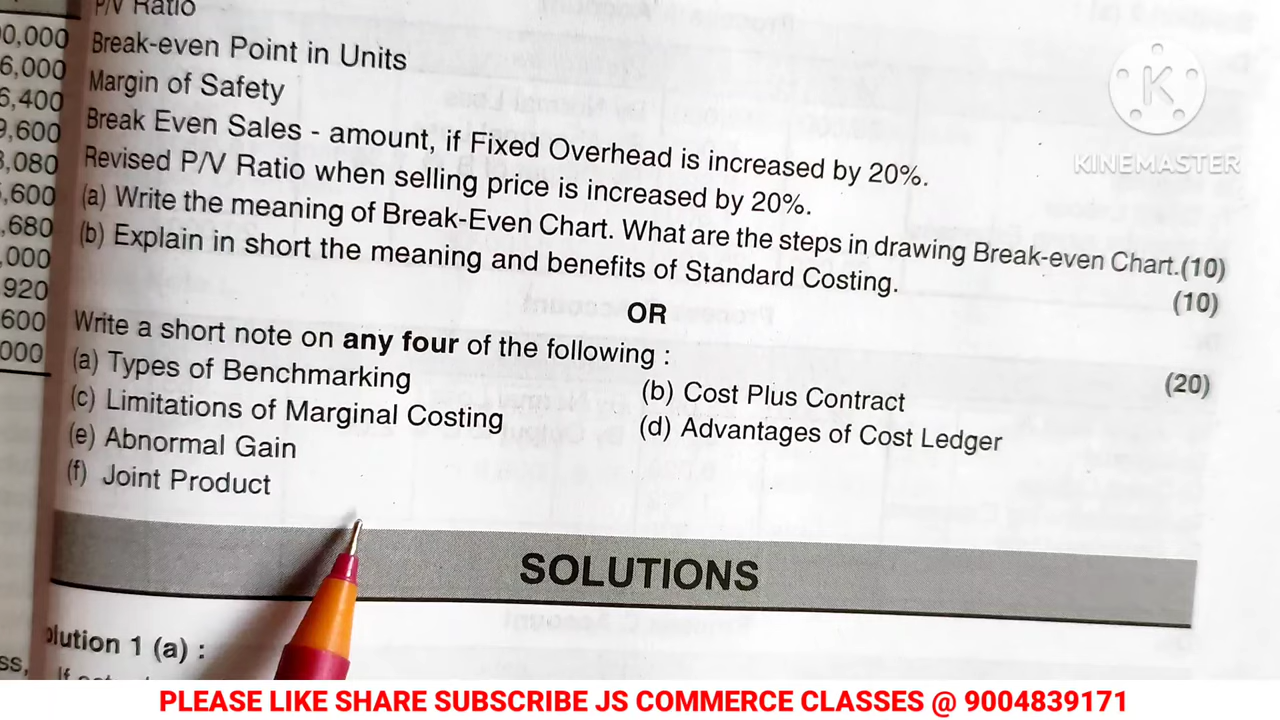 P/V Ratio
0,000 Break-even Point in Units
6,000 Margin of Safety
6,400 Break Even Sales - amount, if Fixed Overhead is increased by 20%.
9,600 Revised P/V Ratio when selling price is increased by 20%.
3,080 (a) Write the meaning of Break-Even Chart. What are the steps in drawing Break-even Chart.(10)
,600 (b) Explain in short the meaning and benefits of Standard Costing. (10)
,680
,000
920
600
000
OR
Write a short note on any four of the following : (20)
(a) Types of Benchmarking (b) Cost Plus Contract
(c) Limitations of Marginal Costing (d) Advantages of Cost Ledger
(e) Abnormal Gain
(f) Joint Product
SOLUTIONS
olution 1 (a) :
ss,
K
KINEMASTER
PLEASE LIKE SHARE SUBSCRIBE JS COMMERCE CLASSES @ 9004839171